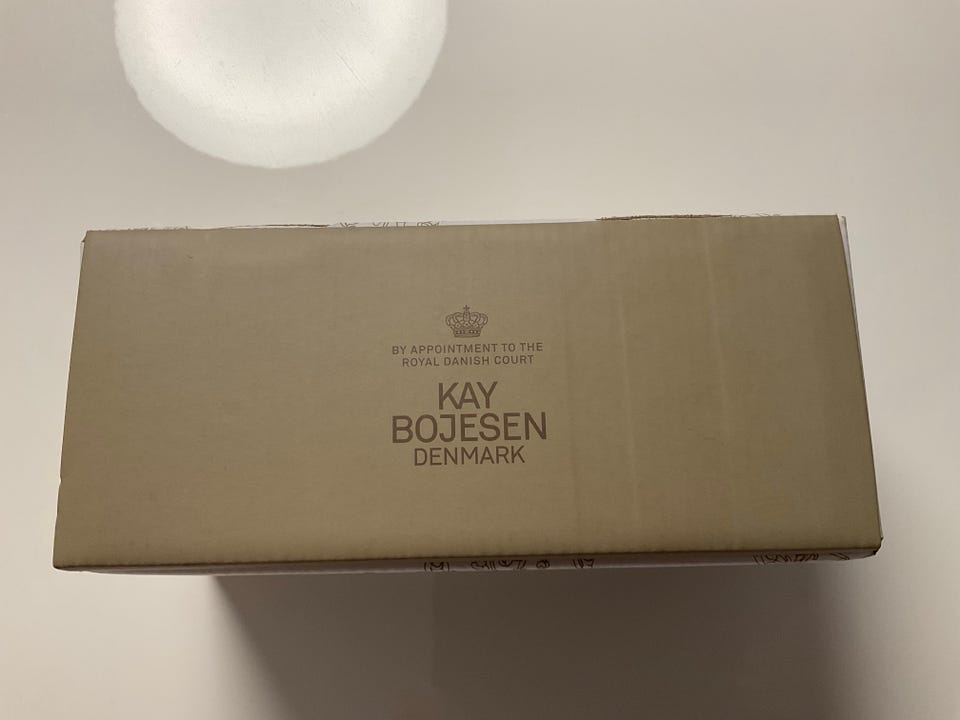 BY APPOINTMENT TO THE
ROYAL DANISH COURT
KAY
BOJESEN
DENMARK